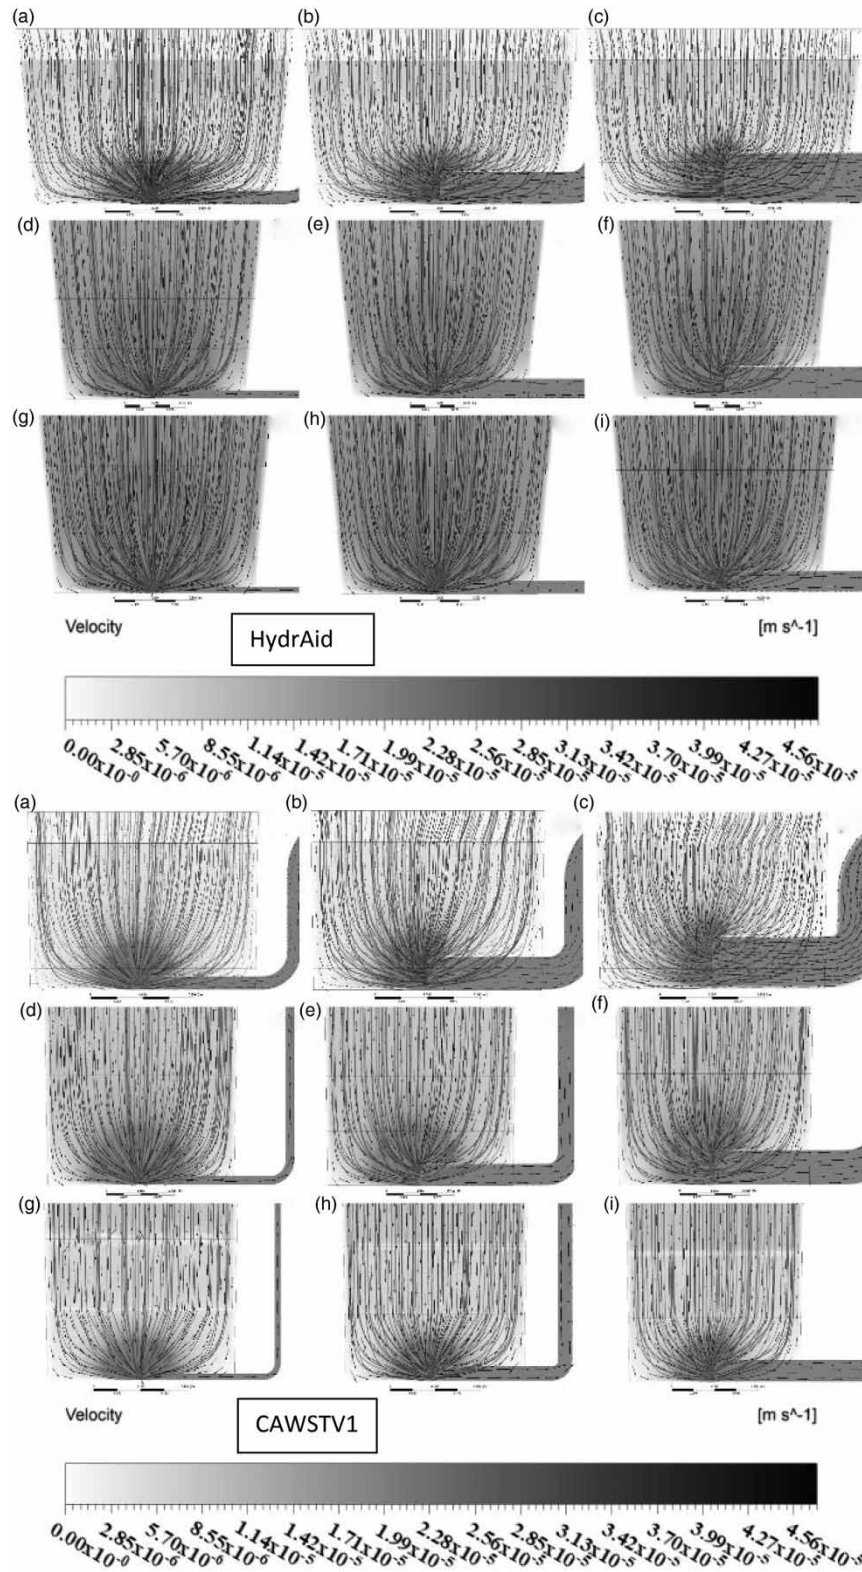 (a) (b) (c)
(d) (e) (f)
(g) (h) (i)
Velocity [m s^-1]
HydrAid
0.00x10⁻⁰ 2.85x10⁻⁶ 5.70x10⁻⁶ 8.55x10⁻⁶ 1.14x10⁻⁵ 1.42x10⁻⁵ 1.71x10⁻⁵ 1.99x10⁻⁵ 2.28x10⁻⁵ 2.56x10⁻⁵ 2.85x10⁻⁵ 3.13x10⁻⁵ 3.42x10⁻⁵ 3.70x10⁻⁵ 3.99x10⁻⁵ 4.27x10⁻⁵ 4.56x10⁻⁵
(a) (b) (c)
(d) (e) (f)
(g) (h) (i)
Velocity [m s^-1]
CAWSTV1
0.00x10⁻⁰ 2.85x10⁻⁶ 5.70x10⁻⁶ 8.55x10⁻⁶ 1.14x10⁻⁵ 1.42x10⁻⁵ 1.71x10⁻⁵ 1.99x10⁻⁵ 2.28x10⁻⁵ 2.56x10⁻⁵ 2.85x10⁻⁵ 3.13x10⁻⁵ 3.42x10⁻⁵ 3.70x10⁻⁵ 3.99x10⁻⁵ 4.27x10⁻⁵ 4.56x10⁻⁵